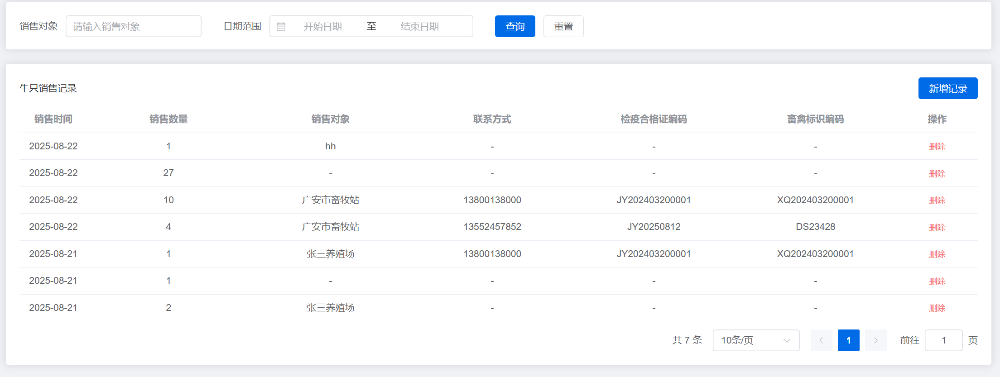 销售对象 请输入销售对象 日期范围 开始日期 至 结束日期 查询 重置
牛只销售记录 新增记录
销售时间 销售数量 销售对象 联系方式 检疫合格证编码 畜禽标识编码 操作
2025-08-22 1 hh - - - 删除
2025-08-22 27 - - - - 删除
2025-08-22 10 广安市畜牧站 13800138000 JY202403200001 XQ202403200001 删除
2025-08-22 4 广安市畜牧站 13552457852 JY20250812 DS23428 删除
2025-08-21 1 张三养殖场 13800138000 JY202403200001 XQ202403200001 删除
2025-08-21 1 - - - - 删除
2025-08-21 2 张三养殖场 - - - 删除
共 7 条 10条/页 1 前往 1 页